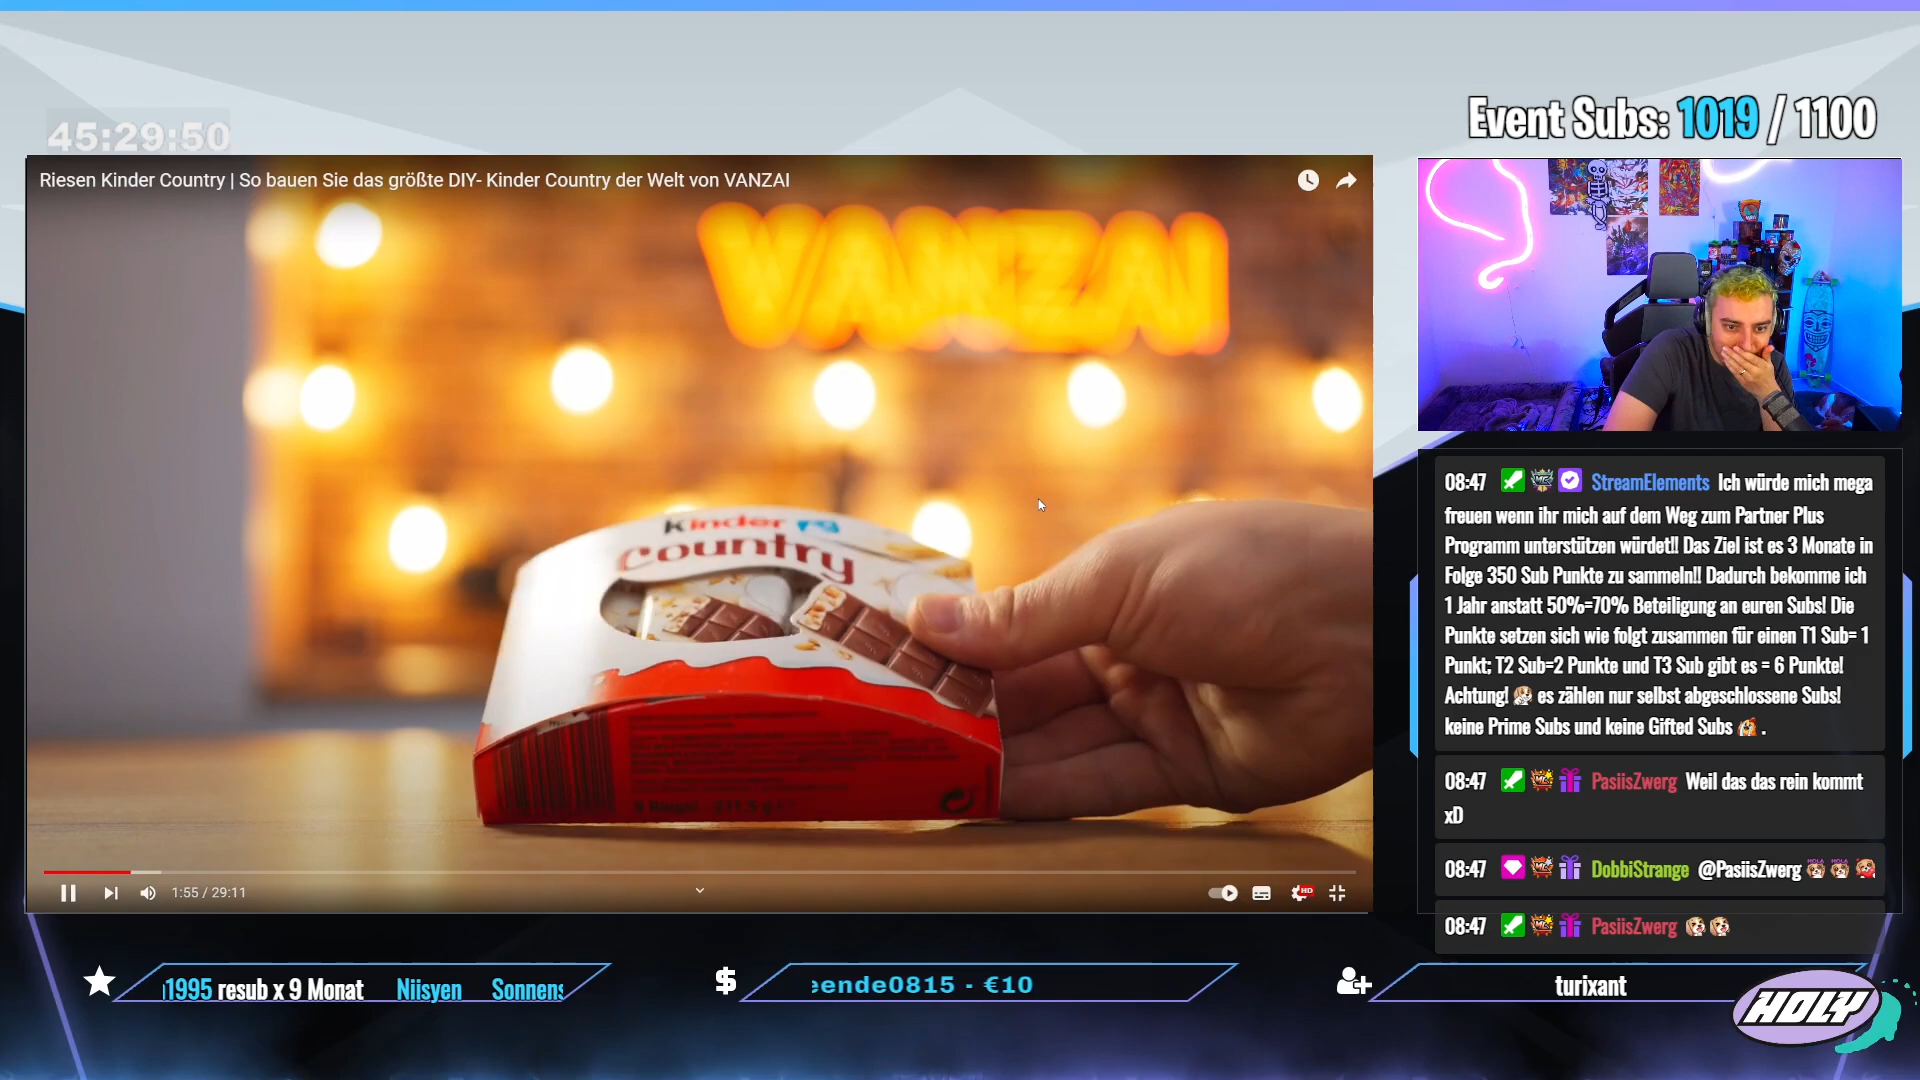 45:29:50
Event Subs: 1019 / 1100
Riesen Kinder Country | So bauen Sie das größte DIY- Kinder Country der Welt von VANZAI
VANZAI
Kinder
Country
1:55 / 29:11
HD
08:47 StreamElements Ich würde mich mega
freuen wenn ihr mich auf dem Weg zum Partner Plus
Programm unterstützen würdet!! Das Ziel ist es 3 Monate in
Folge 350 Sub Punkte zu sammeln!! Dadurch bekomme ich
1 Jahr anstatt 50%=70% Beteiligung an euren Subs! Die
Punkte setzen sich wie folgt zusammen für einen T1 Sub= 1
Punkt; T2 Sub=2 Punkte und T3 Sub gibt es = 6 Punkte!
Achtung! es zählen nur selbst abgeschlossene Subs!
keine Prime Subs und keine Gifted Subs .
08:47 PasiisZwerg Weil das das rein kommt
xD
08:47 DobbiStrange @PasiisZwerg
08:47 PasiisZwerg
1995 resub x 9 Monat Niisyen Sonnens
$ eende0815 - €10
turixant
HOLY